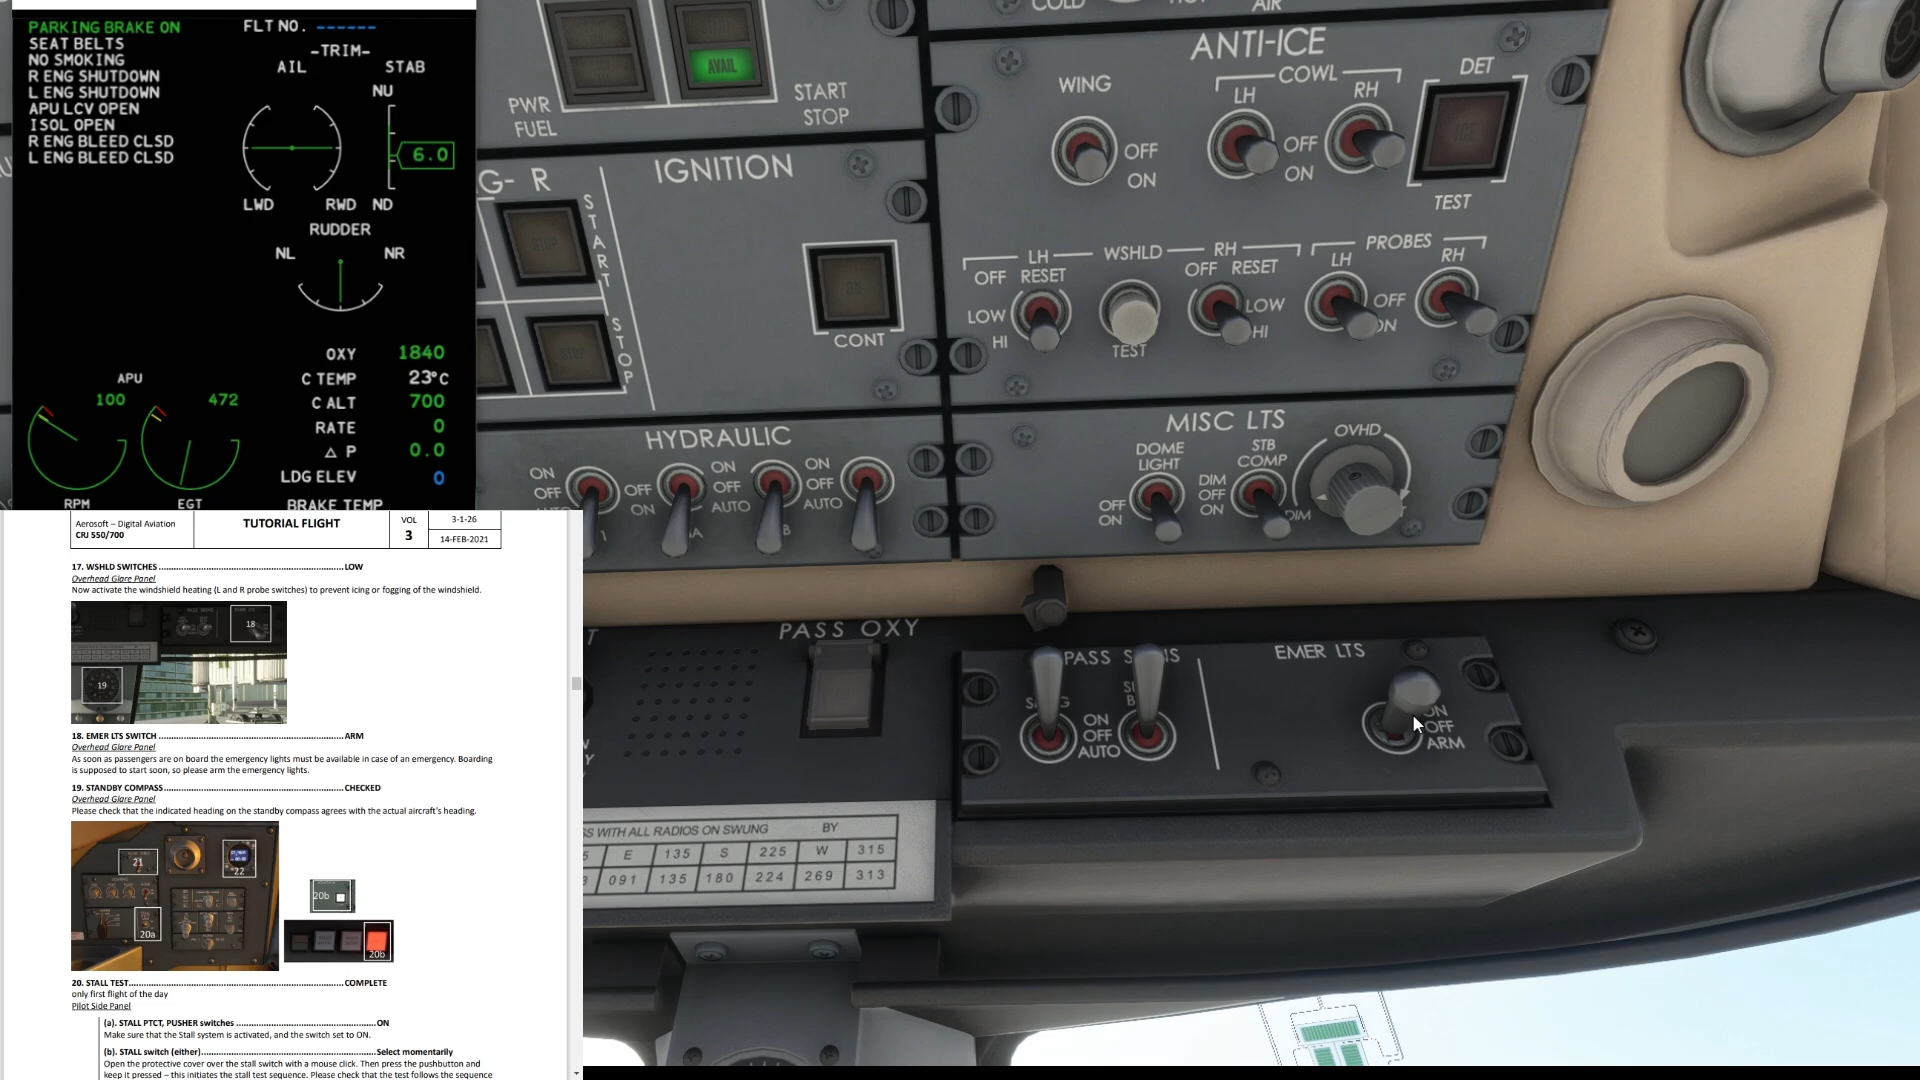 PARKING BRAKE ON
SEAT BELTS
NO SMOKING
R ENG SHUTDOWN
L ENG SHUTDOWN
APU LCV OPEN
ISOL OPEN
R ENG BLEED CLSD
L ENG BLEED CLSD
FLT NO. ------
-TRIM-
AIL
STAB
NU
6.0
LWD
RWD
ND
RUDDER
NL
NR
OXY 1840
C TEMP 23°C
C ALT 700
RATE 0
△ P 0.0
LDG ELEV 0
BRAKE TEMP
APU
100
472
RPM
EGT
COLD
AIR
AVAIL
PWR
FUEL
START
STOP
G- R
IGNITION
START
STOP
STOP
STOP
ON
CONT
ANTI-ICE
WING
COWL
LH
RH
DET
OFF
ON
OFF
ON
ICE
TEST
LH
WSHLD
RH
PROBES
OFF RESET
OFF RESET
LH
RH
LOW
HI
LOW
HI
OFF
ON
TEST
HYDRAULIC
ON
OFF
AUTO
1
OFF
ON
A
ON
OFF
AUTO
B
ON
OFF
AUTO
MISC LTS
DOME
LIGHT
STB
COMP
OVHD
OFF
ON
DIM
OFF
ON
DIM
PASS OXY
PASS SIGNS
ON
OFF
AUTO
EMER LTS
ON
OFF
ARM
SS WITH ALL RADIOS ON SWUNG BY
E 135 S 225 W 315
091 135 180 224 269 313
Aerosoft – Digital Aviation
CRJ 550/700
TUTORIAL FLIGHT
VOL
3
3-1-26
14-FEB-2021
17. WSHLD SWITCHES ........ LOW
Overhead Glare Panel
Now activate the windshield heating (L and R probe switches) to prevent icing or fogging of the windshield.
18
19
18. EMER LTS SWITCH ........ ARM
Overhead Glare Panel
As soon as passengers are on board the emergency lights must be available in case of an emergency. Boarding
is supposed to start soon, so please arm the emergency lights.
19. STANDBY COMPASS........ CHECKED
Overhead Glare Panel
Please check that the indicated heading on the standby compass agrees with the actual aircraft's heading.
21
22
20a
20b
20b
20. STALL TEST........ COMPLETE
only first flight of the day
Pilot Side Panel
(a). STALL PTCT, PUSHER switches ........ ON
Make sure that the Stall system is activated, and the switch set to ON.
(b). STALL switch (either)........ Select momentarily
Open the protective cover over the stall switch with a mouse click. Then press the pushbutton and
keep it pressed – this initiates the stall test sequence. Please check that the test follows the sequence